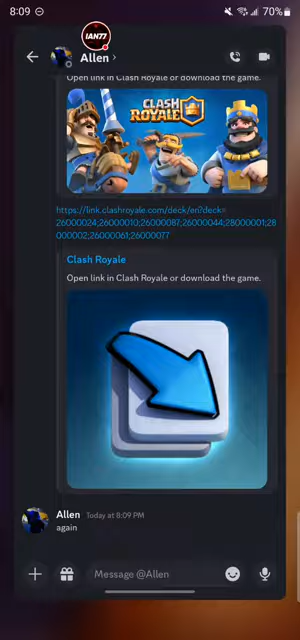 8:09
70%
IAN77
Allen
Open link in Clash Royale or download the game.
CLASH
ROYALE
https://link.clashroyale.com/deck/en?deck=
26000024;26000010;26000087;26000044;28000001;28
000002;26000061;26000077
Clash Royale
Open link in Clash Royale or download the game.
Allen Today at 8:09 PM
again
Message @Allen